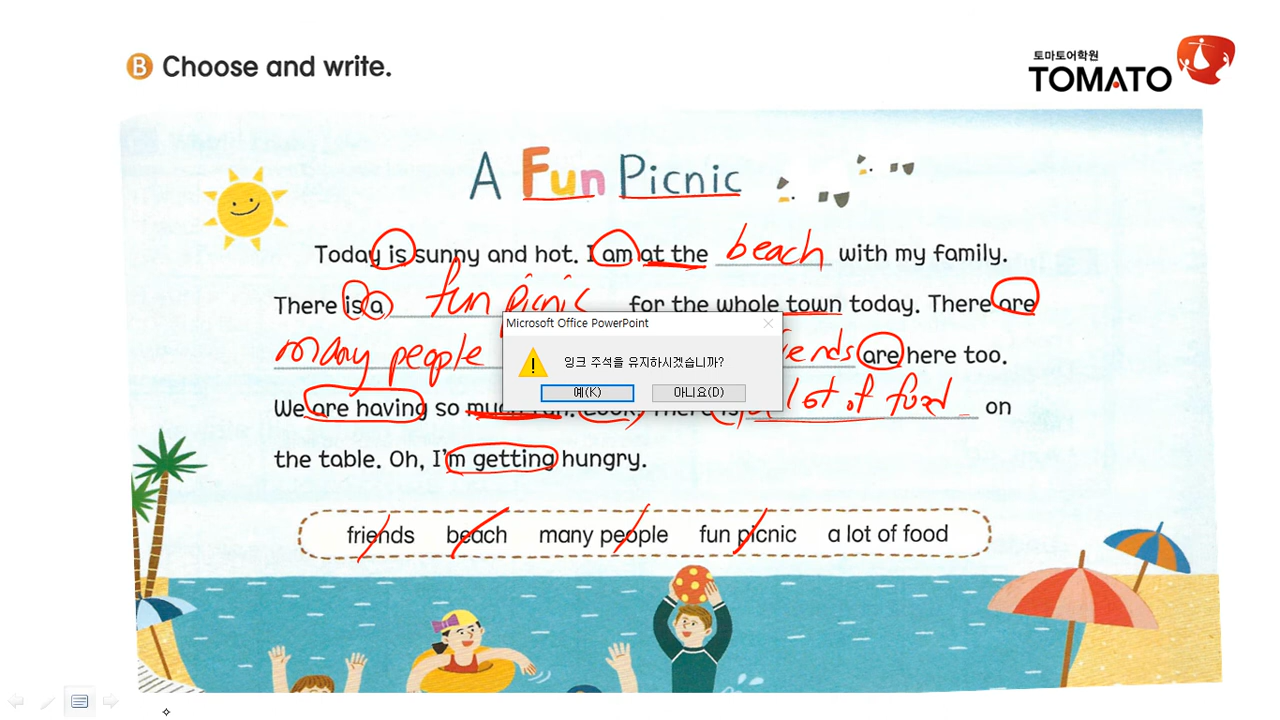 B Choose and write.
토마토어학원
TOMATO
A Fun Picnic
Today is sunny and hot. I am at the beach with my family.
There is a fun picnic for the whole town today. There are
many people are here too.
We are having so on
the table. Oh, I'm getting hungry.
a lot of food
Microsoft Office PowerPoint
잉크 주석을 유지하시겠습니까?
예(K) 아니요(D)
friends beach many people fun picnic a lot of food